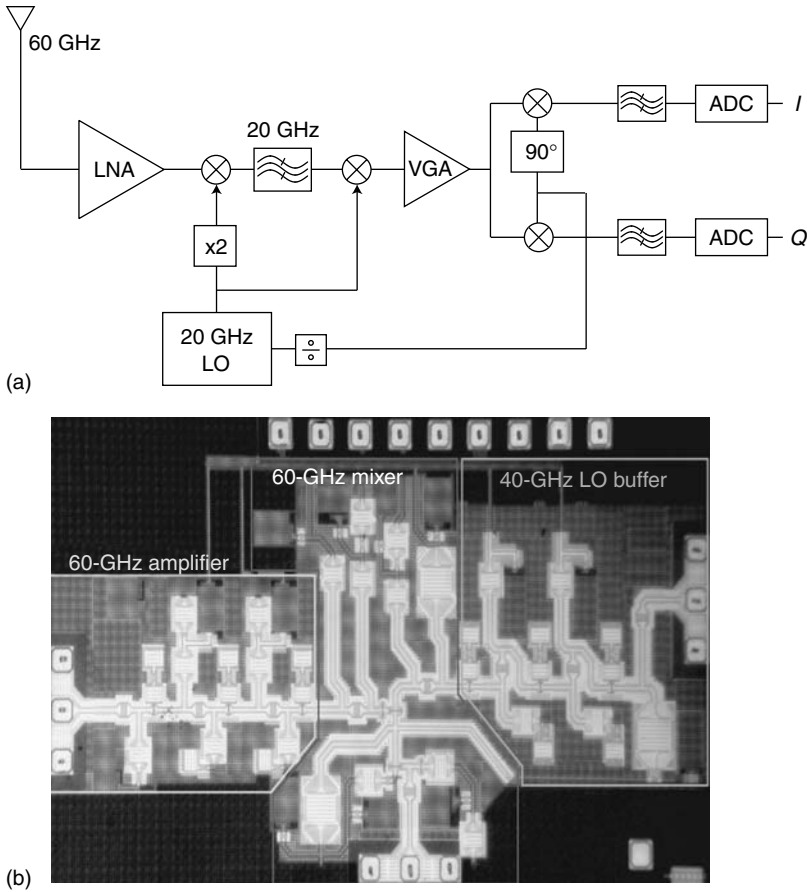 60 GHz
LNA
20 GHz
VGA
90°
ADC
I
x2
ADC
Q
20 GHz
LO
÷
(a)
60-GHz mixer
40-GHz LO buffer
60-GHz amplifier
(b)